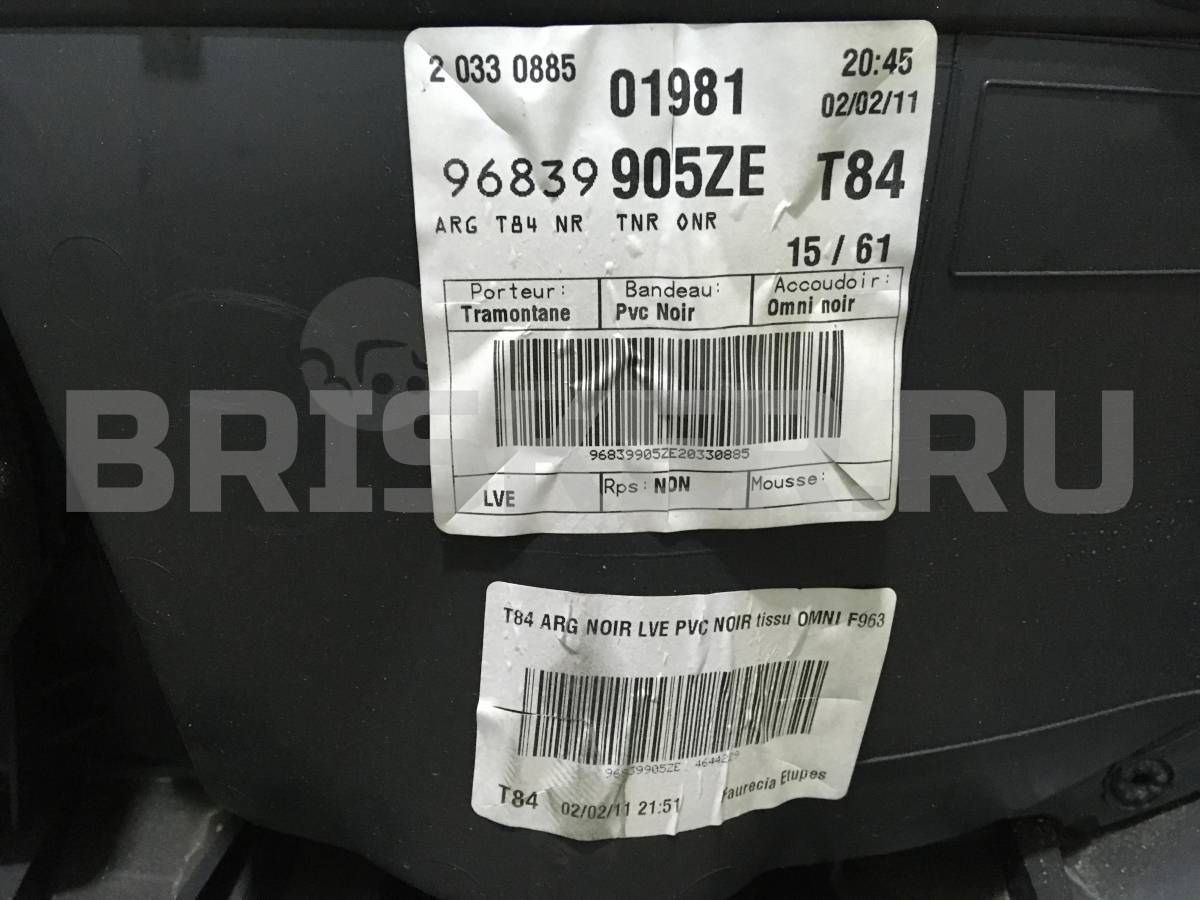 2 033 0885
01981
20:45
02/02/11
96839 905ZE T84
ARG T84 NR TNR ONR
15 / 61
Porteur: Bandeau: Accoudoir:
Tramontane Pvc Noir Omni noir
96839905ZE20330885
LVE Rps: NON Mousse:
T84 ARG NOIR LVE PVC NOIR tissu OMNI F963
96839905ZE
T84 02/02/11 21:51 Faurecia Etupes